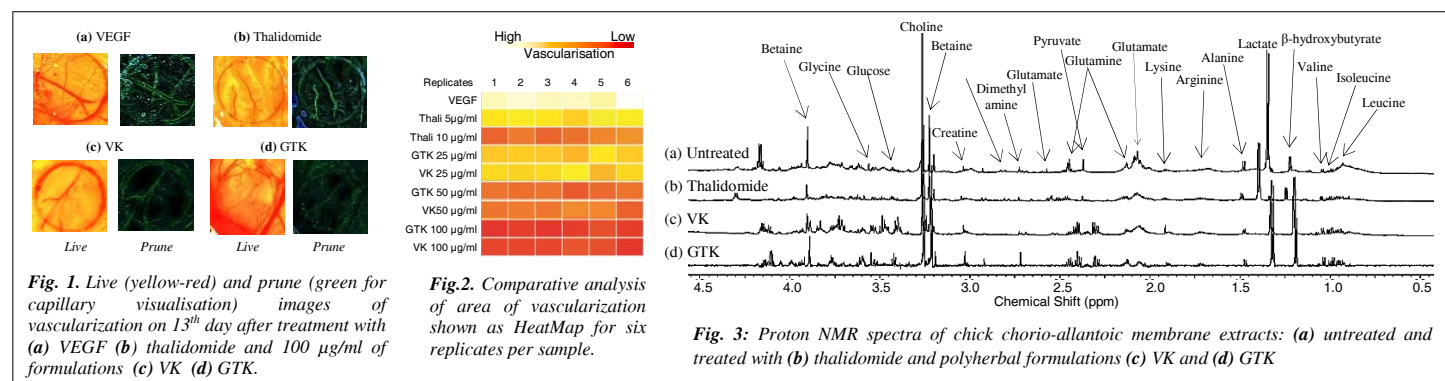 (a) VEGF
(b) Thalidomide
(c) VK
(d) GTK
Live
Prune
Live
Prune
Fig. 1. Live (yellow-red) and prune (green for
capillary visualisation) images of
vascularization on 13th day after treatment with
(a) VEGF (b) thalidomide and 100 µg/ml of
formulations (c) VK (d) GTK.
High
Low
Vascularisation
Replicates 1 2 3 4 5 6
VEGF
Thali 5µg/ml
Thali 10 µg/ml
GTK 25 µg/ml
VK 25 µg/ml
GTK 50 µg/ml
VK50 µg/ml
GTK 100 µg/ml
VK 100 µg/ml
Fig.2. Comparative analysis
of area of vascularization
shown as HeatMap for six
replicates per sample.
Choline
Betaine
Betaine
Glycine
Glucose
Creatine
Dimethyl
amine
Glutamate
Pyruvate
Glutamine
Glutamate
Lysine
Arginine
Alanine
Lactate
β-hydroxybutyrate
Valine
Isoleucine
Leucine
(a) Untreated
(b) Thalidomide
(c) VK
(d) GTK
4.5 4.0 3.5 3.0 2.5 2.0 1.5 1.0 0.5
Chemical Shift (ppm)
Fig. 3: Proton NMR spectra of chick chorio-allantoic membrane extracts: (a) untreated and
treated with (b) thalidomide and polyherbal formulations (c) VK and (d) GTK